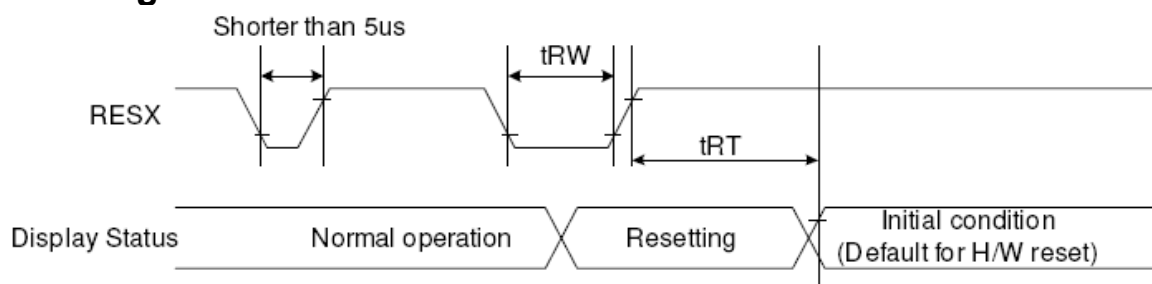 Shorter than 5us
tRW
RESX
tRT
Display Status
Normal operation
Resetting
Initial condition
(Default for H/W reset)